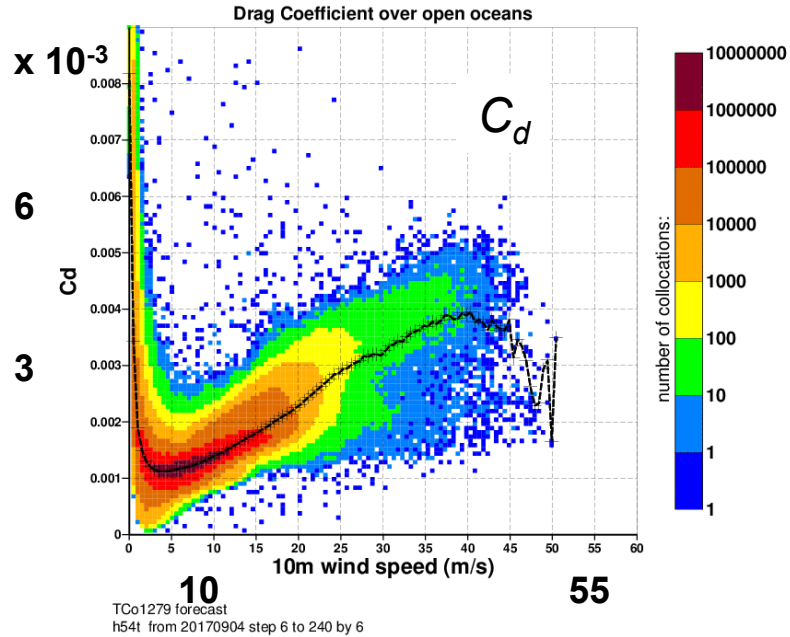 Drag Coefficient over open oceans
x 10-3
6
3
Cd
0.008
0.007
0.006
0.005
0.004
0.003
0.002
0.001
0
Cd
0 5 10 15 20 25 30 35 40 45 50 55 60
10m wind speed (m/s)
10 55
TCo1279 forecast
h54t from 20170904 step 6 to 240 by 6
number of collocations:
10000000
1000000
100000
10000
1000
100
10
1
1